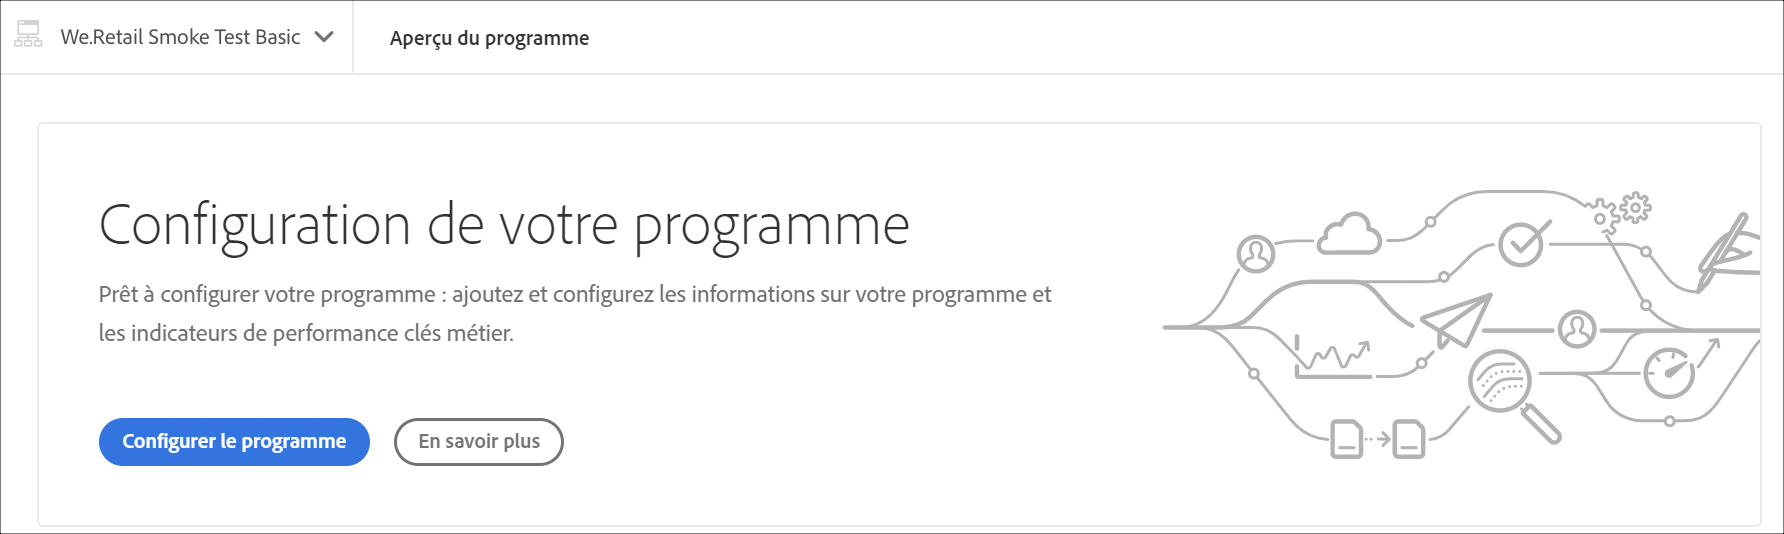 We.Retail Smoke Test Basic
Aperçu du programme
Configuration de votre programme
Prêt à configurer votre programme : ajoutez et configurez les informations sur votre programme et
les indicateurs de performance clés métier.
Configurer le programme
En savoir plus